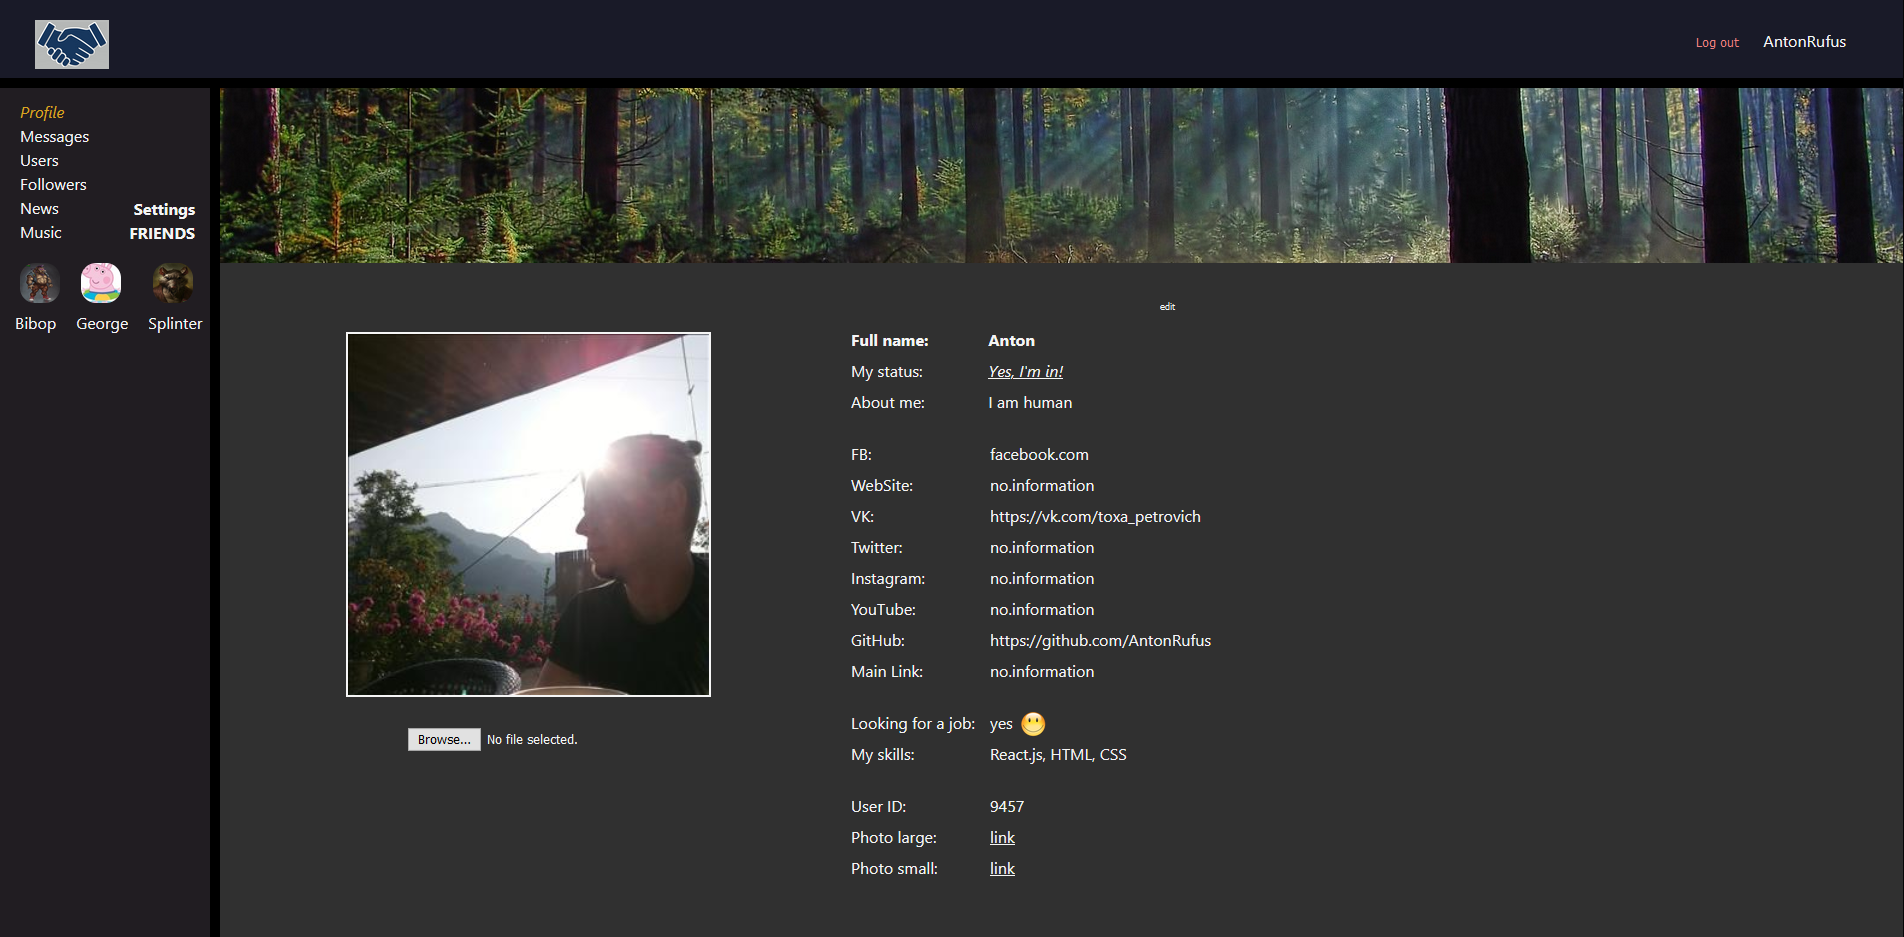 Log out AntonRufus
Profile
Messages
Users
Followers
News
Music
Settings
FRIENDS
Bibop George Splinter
edit
Full name: Anton
My status: Yes, I'm in!
About me: I am human
FB: facebook.com
WebSite: no.information
VK: https://vk.com/toxa_petrovich
Twitter: no.information
Instagram: no.information
YouTube: no.information
GitHub: https://github.com/AntonRufus
Main Link: no.information
Looking for a job: yes
My skills: React.js, HTML, CSS
User ID: 9457
Photo large: link
Photo small: link
Browse... No file selected.